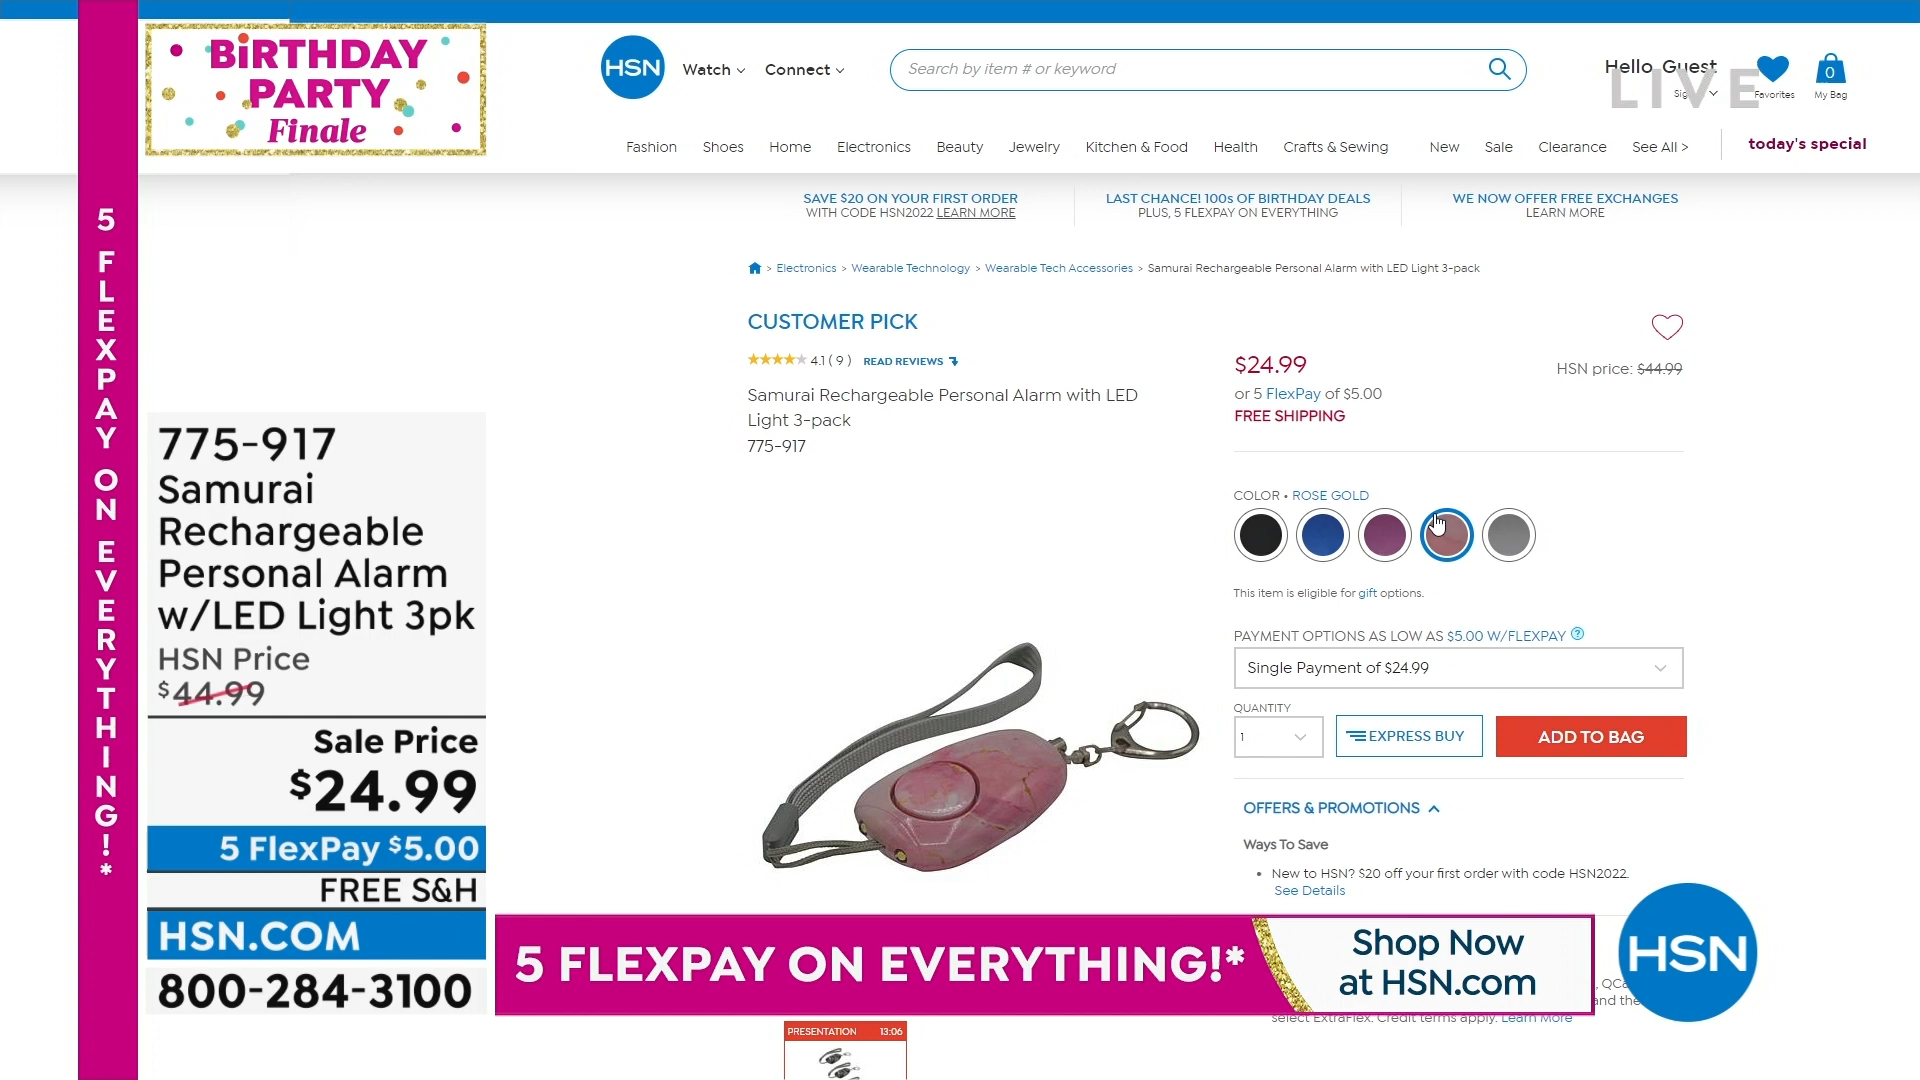 BiRTHDAY
PARTY
Finale
HSN
Watch
Connect
Search by item # or keyword
Hello, Guest
LIVE
Favorites
0
My Bag
Fashion
Shoes
Home
Electronics
Beauty
Jewelry
Kitchen & Food
Health
Crafts & Sewing
New
Sale
Clearance
See All >
today's special
SAVE $20 ON YOUR FIRST ORDER
WITH CODE HSN2022 LEARN MORE
LAST CHANCE! 100s OF BIRTHDAY DEALS
PLUS, 5 FLEXPAY ON EVERYTHING
WE NOW OFFER FREE EXCHANGES
LEARN MORE
5 FLEXPAY ON EVERYTHING!*
> Electronics > Wearable Technology > Wearable Tech Accessories > Samurai Rechargeable Personal Alarm with LED Light 3-pack
CUSTOMER PICK
4.1 ( 9 ) READ REVIEWS
Samurai Rechargeable Personal Alarm with LED
Light 3-pack
775-917
$24.99
HSN price: $44.99
or 5 FlexPay of $5.00
FREE SHIPPING
COLOR • ROSE GOLD
This item is eligible for gift options.
PAYMENT OPTIONS AS LOW AS $5.00 W/FLEXPAY ?
Single Payment of $24.99
QUANTITY
1
EXPRESS BUY
ADD TO BAG
OFFERS & PROMOTIONS
Ways To Save
• New to HSN? $20 off your first order with code HSN2022.
See Details
775-917
Samurai
Rechargeable
Personal Alarm
w/LED Light 3pk
HSN Price
$44.99
Sale Price
$24.99
5 FlexPay $5.00
FREE S&H
HSN.COM
800-284-3100
5 FLEXPAY ON EVERYTHING!*
Shop Now
at HSN.com
HSN
and the
select ExtraFlex. Credit terms apply. Learn More
PRESENTATION 13:06